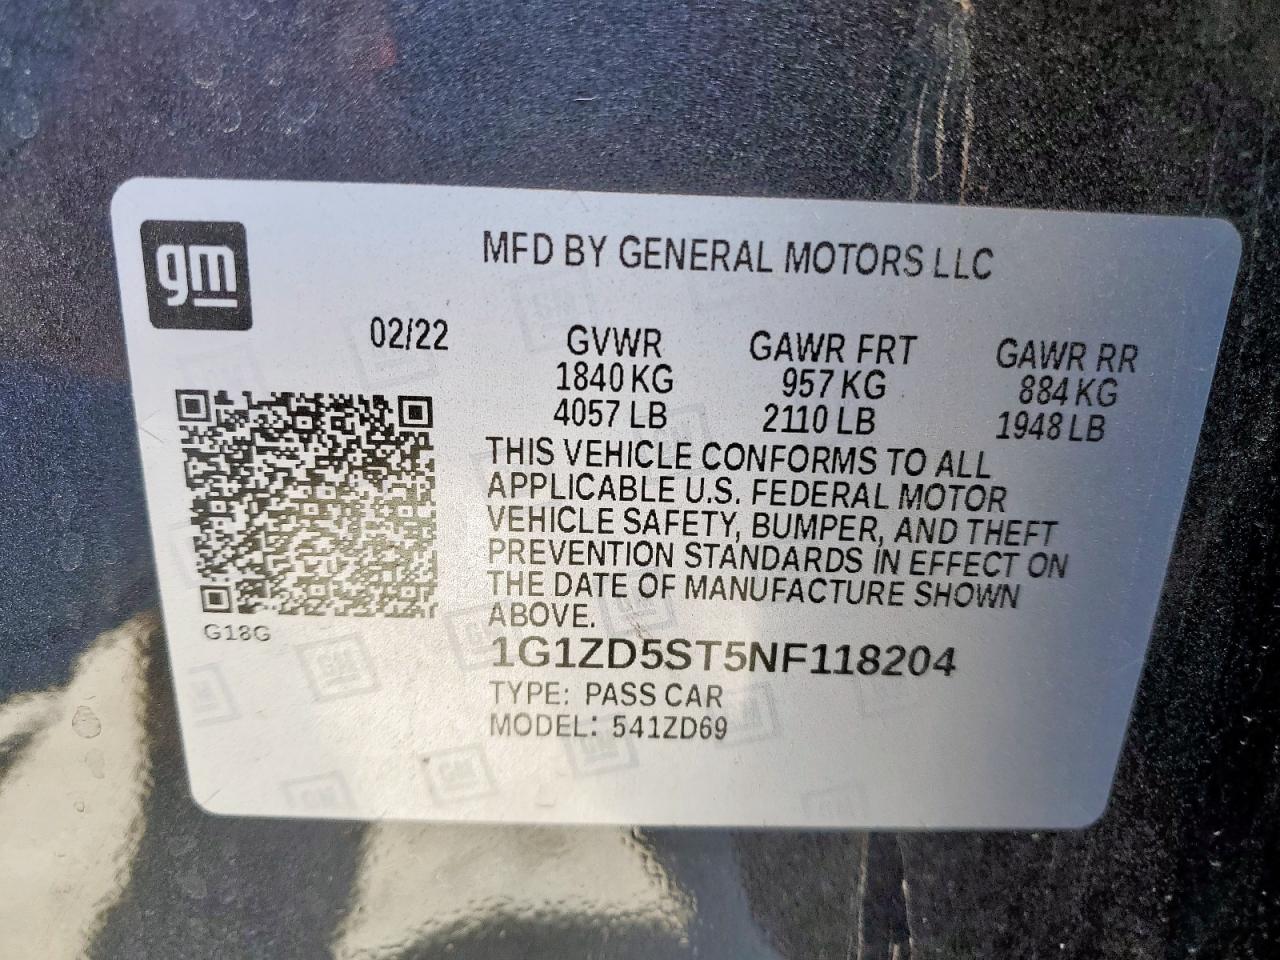 gm
MFD BY GENERAL MOTORS LLC
02/22 GVWR GAWR FRT GAWR RR
1840 KG 957 KG 884 KG
4057 LB 2110 LB 1948 LB
THIS VEHICLE CONFORMS TO ALL
APPLICABLE U.S. FEDERAL MOTOR
VEHICLE SAFETY, BUMPER, AND THEFT
PREVENTION STANDARDS IN EFFECT ON
THE DATE OF MANUFACTURE SHOWN
ABOVE.
G18G
1G1ZD5ST5NF118204
TYPE: PASS CAR
MODEL: 541ZD69